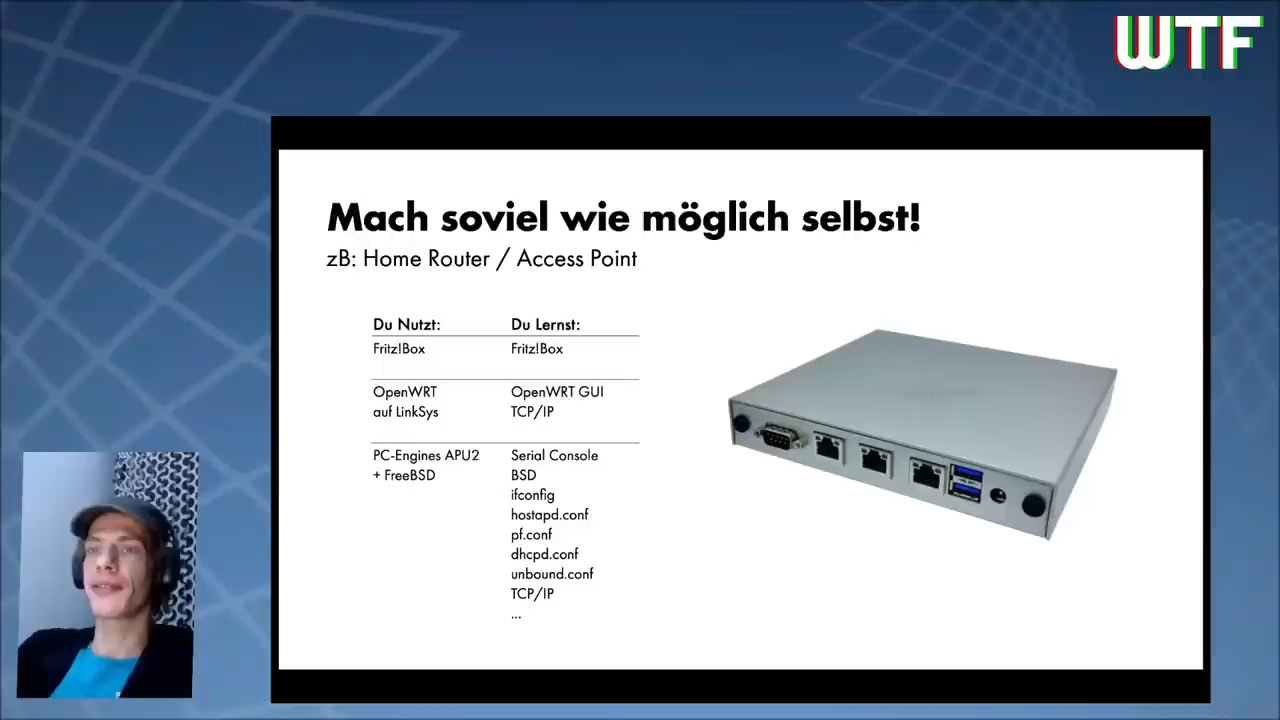 WTF
Mach soviel wie möglich selbst!
zB: Home Router / Access Point
Du Nutzt: Du Lernst:
Fritz!Box Fritz!Box
OpenWRT OpenWRT GUI
auf LinkSys TCP/IP
PC-Engines APU2 Serial Console
+ FreeBSD BSD
ifconfig
hostapd.conf
pf.conf
dhcpd.conf
unbound.conf
TCP/IP
...